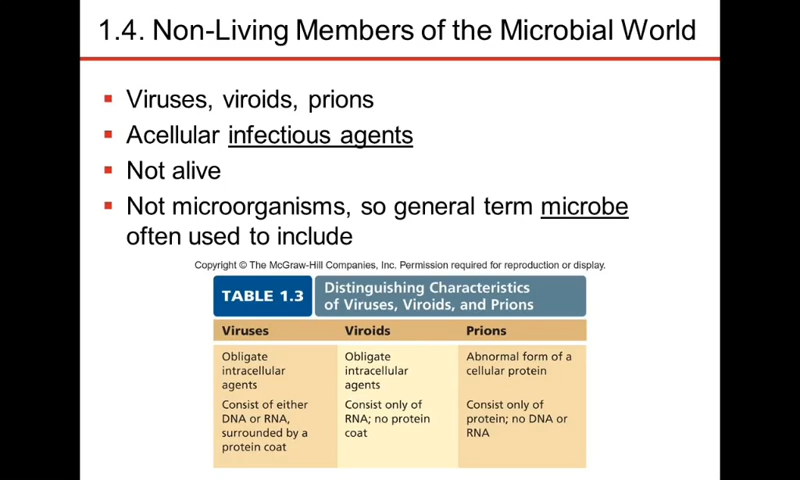 1.4. Non-Living Members of the Microbial World
Viruses, viroids, prions
Acellular infectious agents
Not alive
Not microorganisms, so general term microbe
often used to include
Copyright © The McGraw-Hill Companies, Inc. Permission required for reproduction or display.
TABLE 1.3
Distinguishing Characteristics
of Viruses, Viroids, and Prions
Viruses
Viroids
Prions
Obligate
intracellular
agents
Obligate
intracellular
agents
Abnormal form of a
cellular protein
Consist of either
DNA or RNA,
surrounded by a
protein coat
Consist only of
RNA; no protein
coat
Consist only of
protein; no DNA or
RNA